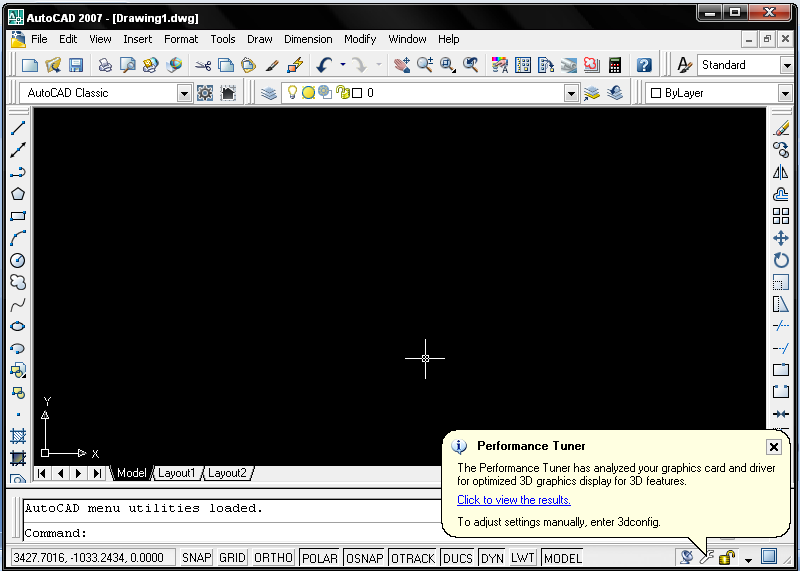 AutoCAD 2007 - [Drawing1.dwg]
File Edit View Insert Format Tools Draw Dimension Modify Window Help
Standard
AutoCAD Classic
0
ByLayer
Y
X
Model Layout1 Layout2
Performance Tuner
The Performance Tuner has analyzed your graphics card and driver
for optimized 3D graphics display for 3D features.
Click to view the results.
To adjust settings manually, enter 3dconfig.
AutoCAD menu utilities loaded.
Command:
3427.7016, -1033.2434, 0.0000 SNAP GRID ORTHO POLAR OSNAP OTRACK DUCS DYN LWT MODEL